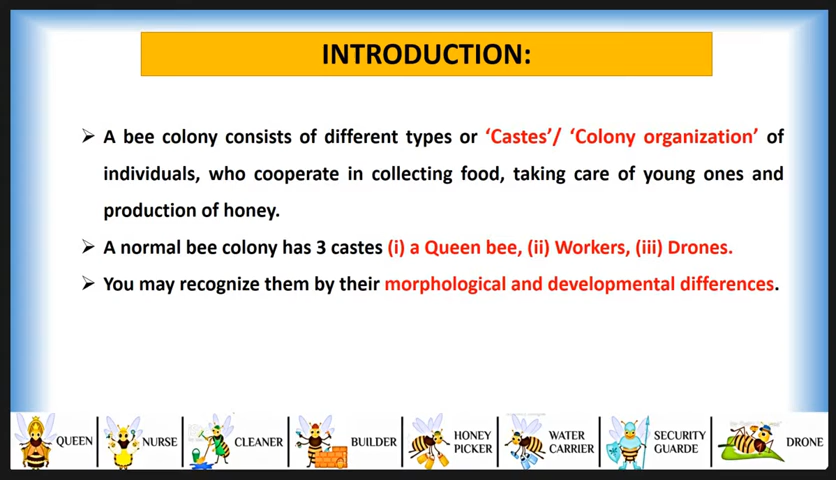 INTRODUCTION:
➢ A bee colony consists of different types or ‘Castes’/ ‘Colony organization’ of
individuals, who cooperate in collecting food, taking care of young ones and
production of honey.
➢ A normal bee colony has 3 castes (i) a Queen bee, (ii) Workers, (iii) Drones.
➢ You may recognize them by their morphological and developmental differences.
QUEEN
NURSE
CLEANER
BUILDER
HONEY
PICKER
WATER
CARRIER
SECURITY
GUARDE
DRONE